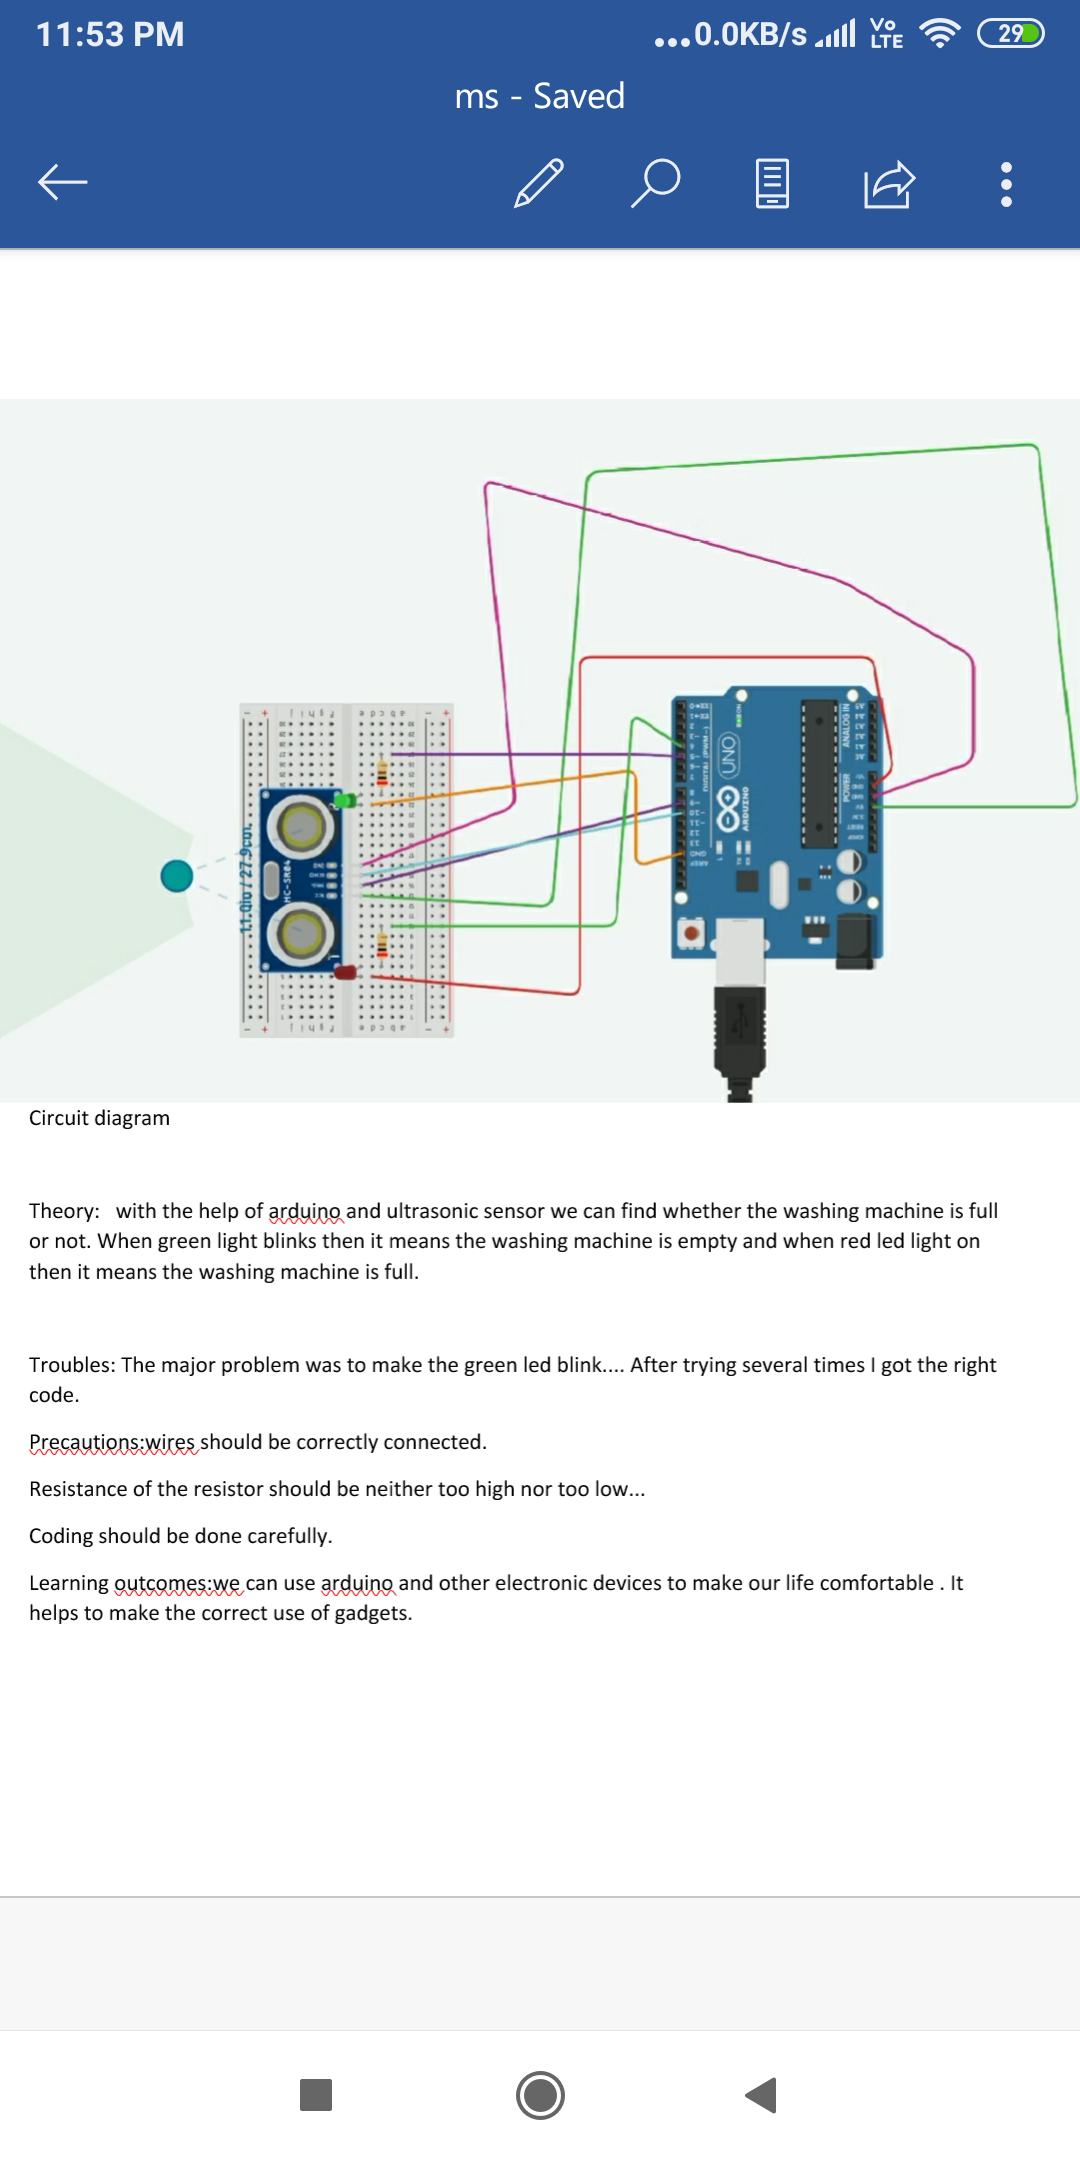 11:53 PM
...0.0KB/s
Vo LTE
29
ms - Saved
1.1.0io / 27.9cm.
HC-SR04
UNO
ARDUINO
DIGITAL (PWM~)
ANALOG IN
POWER
GND
AREF
Circuit diagram
Theory:   with the help of arduino and ultrasonic sensor we can find whether the washing machine is full
or not. When green light blinks then it means the washing machine is empty and when red led light on
then it means the washing machine is full.
Troubles: The major problem was to make the green led blink.... After trying several times I got the right
code.
Precautions:wires should be correctly connected.
Resistance of the resistor should be neither too high nor too low...
Coding should be done carefully.
Learning outcomes:we can use arduino and other electronic devices to make our life comfortable . It
helps to make the correct use of gadgets.